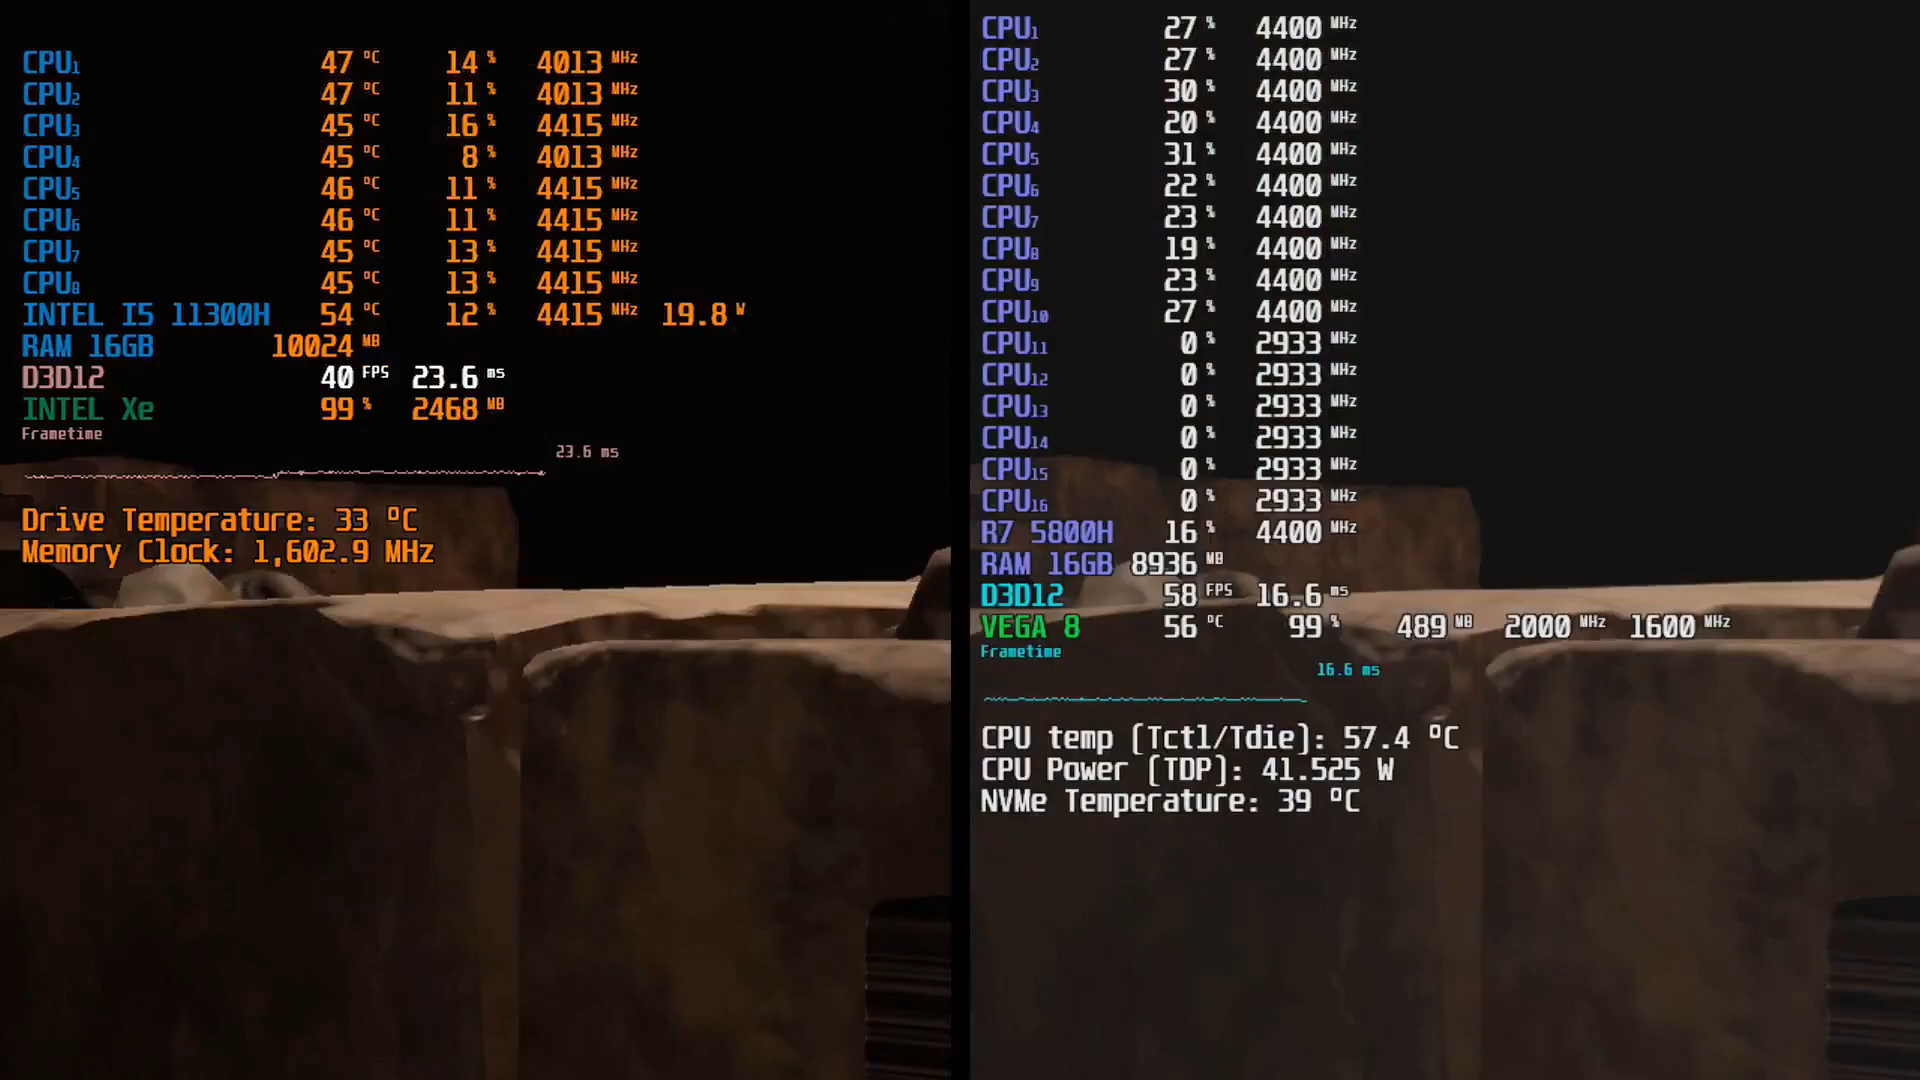 CPU1 47 °C 14 % 4013 MHz
CPU2 47 °C 11 % 4013 MHz
CPU3 45 °C 16 % 4415 MHz
CPU4 45 °C 8 % 4013 MHz
CPU5 46 °C 11 % 4415 MHz
CPU6 46 °C 11 % 4415 MHz
CPU7 45 °C 13 % 4415 MHz
CPU8 45 °C 13 % 4415 MHz
INTEL I5 11300H 54 °C 12 % 4415 MHz 19.8 W
RAM 16GB 10024 MB
D3D12 40 FPS 23.6 ms
INTEL Xe 99 % 2468 MB
Frametime
23.6 ms
Drive Temperature: 33 °C
Memory Clock: 1,602.9 MHz
CPU1 27 % 4400 MHz
CPU2 27 % 4400 MHz
CPU3 30 % 4400 MHz
CPU4 20 % 4400 MHz
CPU5 31 % 4400 MHz
CPU6 22 % 4400 MHz
CPU7 23 % 4400 MHz
CPU8 19 % 4400 MHz
CPU9 23 % 4400 MHz
CPU10 27 % 4400 MHz
CPU11 0 % 2933 MHz
CPU12 0 % 2933 MHz
CPU13 0 % 2933 MHz
CPU14 0 % 2933 MHz
CPU15 0 % 2933 MHz
CPU16 0 % 2933 MHz
R7 5800H 16 % 4400 MHz
RAM 16GB 8936 MB
D3D12 58 FPS 16.6 ms
VEGA 8 56 °C 99 % 489 MB 2000 MHz 1600 MHz
Frametime
16.6 ms
CPU temp (Tctl/Tdie): 57.4 °C
CPU Power (TDP): 41.525 W
NVMe Temperature: 39 °C